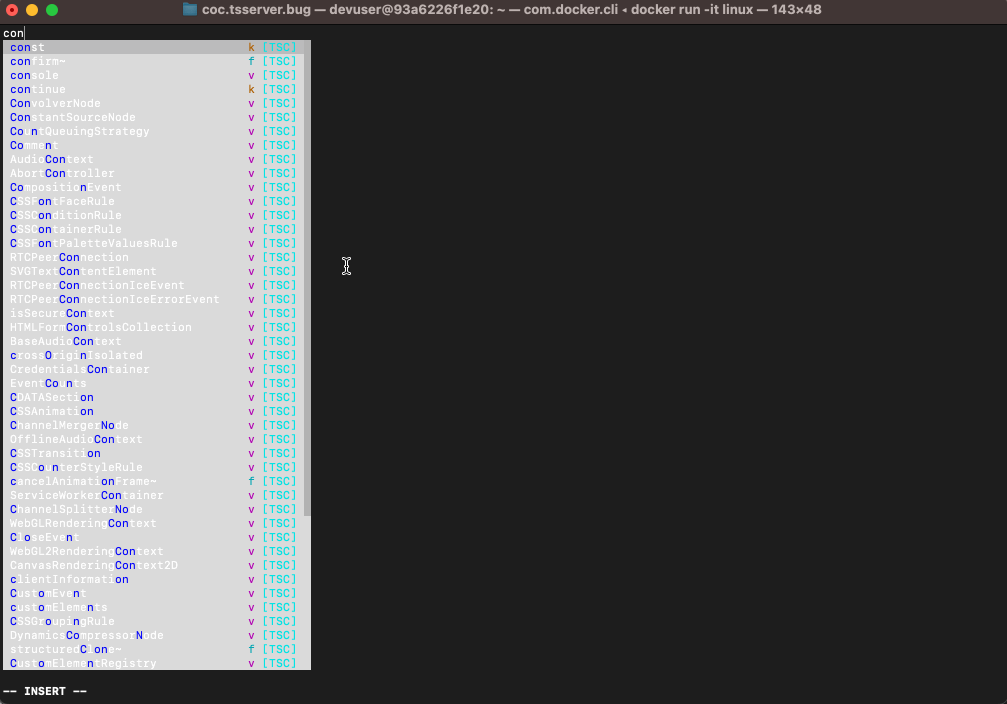 coc.tsserver.bug — devuser@93a6226f1e20: ~ — com.docker.cli ◂ docker run -it linux — 143×48
con
const k [TSC]
confirm~ f [TSC]
console v [TSC]
continue k [TSC]
ConvolverNode v [TSC]
ConstantSourceNode v [TSC]
CountQueuingStrategy v [TSC]
Comment v [TSC]
AudioContext v [TSC]
AbortController v [TSC]
CompositionEvent v [TSC]
CSSFontFaceRule v [TSC]
CSSConditionRule v [TSC]
CSSContainerRule v [TSC]
CSSFontPaletteValuesRule v [TSC]
RTCPeerConnection v [TSC]
SVGTextContentElement v [TSC]
RTCPeerConnectionIceEvent v [TSC]
RTCPeerConnectionIceErrorEvent v [TSC]
isSecureContext v [TSC]
HTMLFormControlsCollection v [TSC]
BaseAudioContext v [TSC]
crossOriginIsolated v [TSC]
CredentialsContainer v [TSC]
EventCounts v [TSC]
CDATASection v [TSC]
CSSAnimation v [TSC]
ChannelMergerNode v [TSC]
OfflineAudioContext v [TSC]
CSSTransition v [TSC]
CSSCounterStyleRule v [TSC]
cancelAnimationFrame~ f [TSC]
ServiceWorkerContainer v [TSC]
ChannelSplitterNode v [TSC]
WebGLRenderingContext v [TSC]
CloseEvent v [TSC]
WebGL2RenderingContext v [TSC]
CanvasRenderingContext2D v [TSC]
clientInformation v [TSC]
CustomEvent v [TSC]
customElements v [TSC]
CSSGroupingRule v [TSC]
DynamicsCompressorNode v [TSC]
structuredClone~ f [TSC]
CustomElementRegistry v [TSC]
-- INSERT --